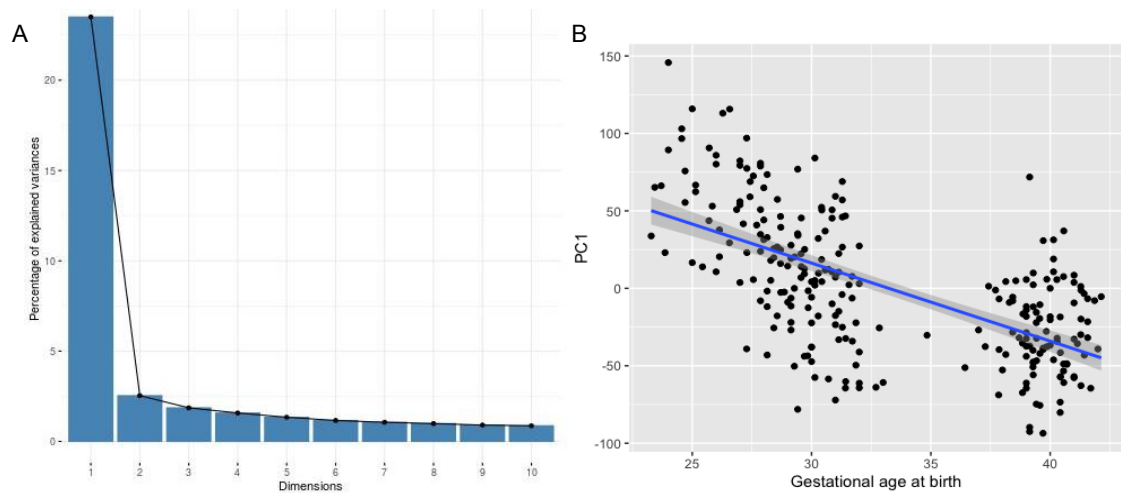 A
Percentage of explained variances
20
15
10
5
0
1 2 3 4 5 6 7 8 9 10
Dimensions
B
PC1
150
100
50
0
-50
-100
25 30 35 40
Gestational age at birth